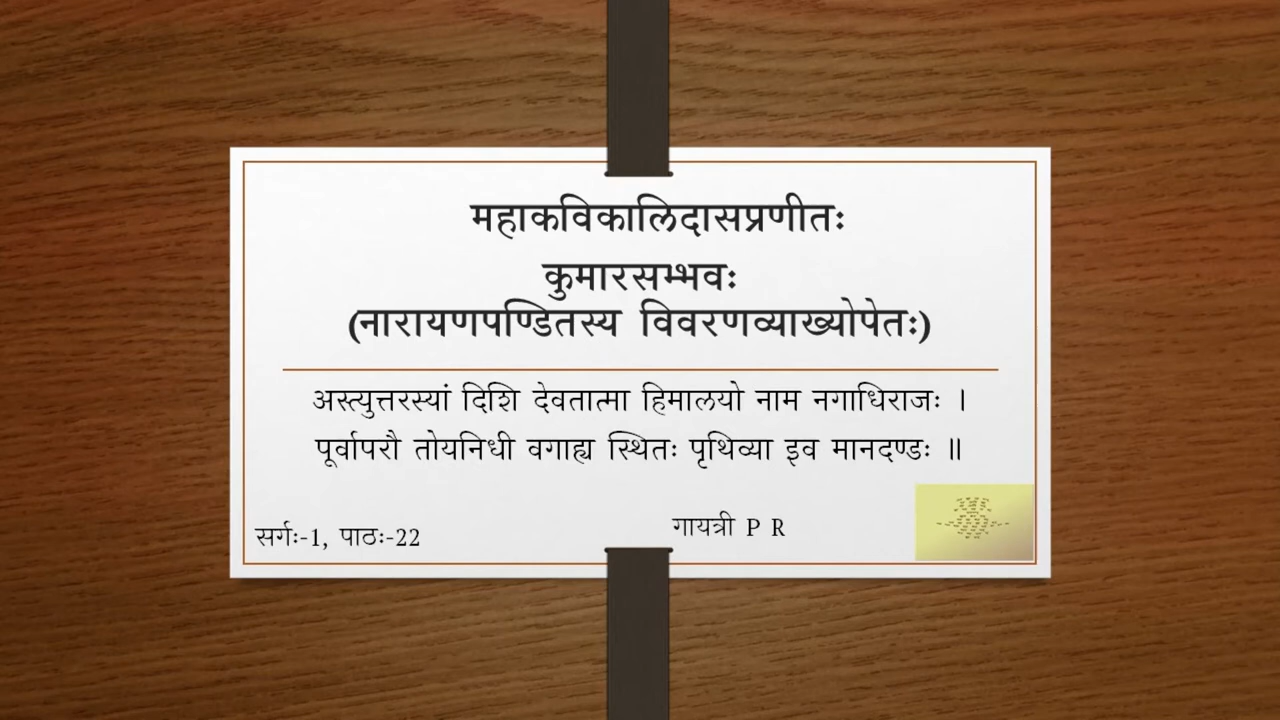 महाकविकालिदासप्रणीतः
कुमारसम्भवः
(नारायणपण्डितस्य विवरणव्याख्योपेतः)
अस्त्युत्तरस्यां दिशि देवतात्मा हिमालयो नाम नगाधिराजः ।
पूर्वापरौ तोयनिधी वगाह्य स्थितः पृथिव्या इव मानदण्डः ॥
सर्गः-1, पाठः-22
गायत्री P R